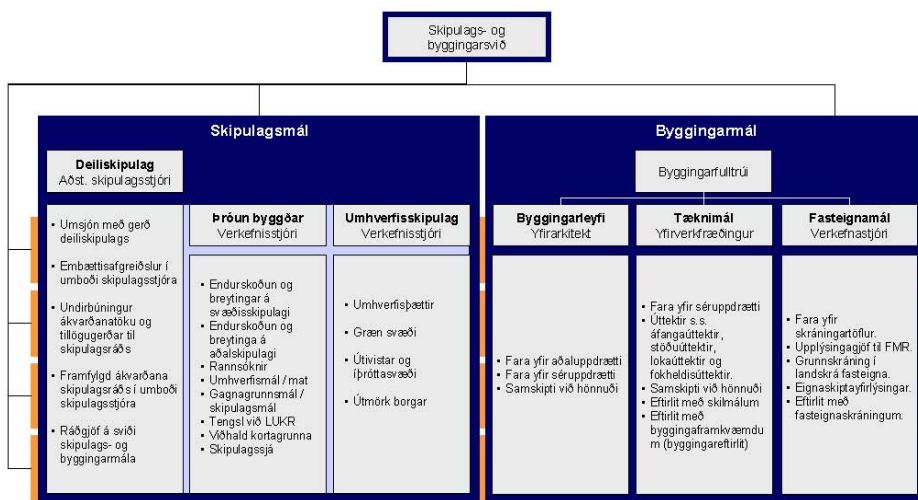 Skipulags- og
byggingarsvið
Skipulagsmál
Deiliskipulag
Aðst. skipulagsstjóri
Umsjón með gerð
deiliskipulags
Embættisafgreiðslur í
umboði skipulagsstjóra
Undirbúningur
ákvarðanatöku og
tillögugerðar til
skipulagsráðs
Framfylgd ákvarðana
skipulagsráðs í umboði
skipulagsstjóra
Ráðgjöf á sviði
skipulags- og
byggingarmála
Þróun byggðar
Verkefnisstjóri
Endurskoðun og
breytingar á
svæðisskipulagi
Endurskoðun og
breytinga á
aðalskipulagi
Rannsóknir
Umhverfismál / mat
Gagnagrunnsmál /
skipulagsmál
Tengsl við LUKR
Viðhald kortagrunna
Skipulagssjá
Umhverfisskipulag
Verkefnisstjóri
Umhverfisþættir
Græn svæði
Útivistar og
íþróttasvæði
Útmörk borgar
Byggingarmál
Byggingarfulltrúi
Byggingarleyfi
Yfirarkitekt
Fara yfir aðaluppdrætti
Fara yfir séruppdrætti
Samskipti við hönnuði
Tæknimál
Yfirverkfræðingur
Fara yfir séruppdrætti
Úttektir s.s.
áfangaúttektir,
stöðuúttektir,
lokaúttektir og
fokheldisúttektir.
Samskipti við hönnuði
Eftirlit með skilmálum
Eftirlit með
byggingaframkvæmdu
m (byggingareftirlit)
Fasteignamál
Verkefnastjóri
Fara yfir
skráningartöflur.
Upplýsingagjöf til FMR.
Grunnskráning í
landskrá fasteigna.
Eignaskiptayfirlýsingar.
Eftirlit með
fasteignaskráningum.